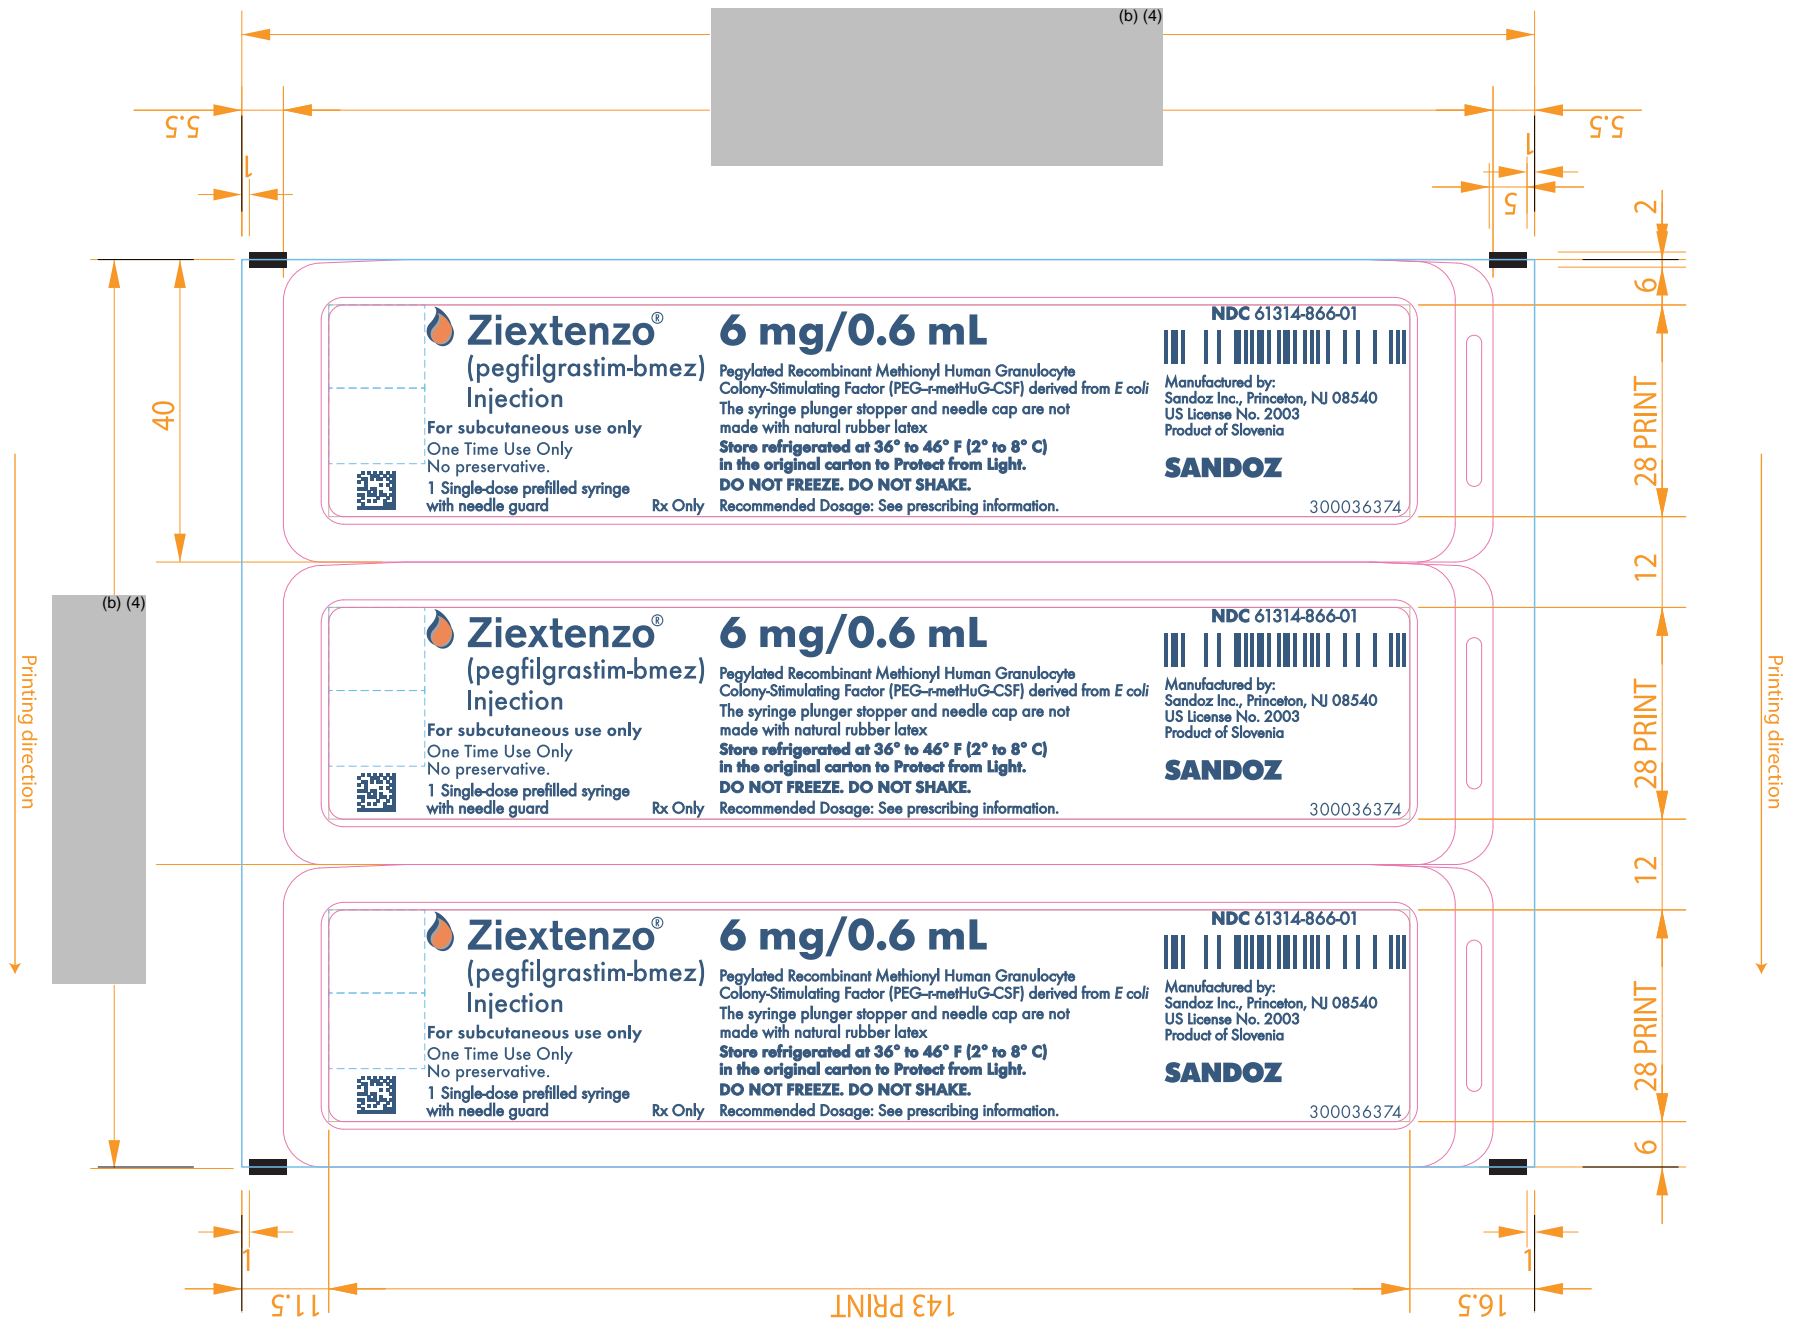 (b) (4)
5.5
5.5
1
1
5
2
6
40
28 PRINT
12
28 PRINT
12
28 PRINT
6
(b) (4)
Printing direction
Printing direction
Ziextenzo®
(pegfilgrastim-bmez)
Injection
For subcutaneous use only
One Time Use Only
No preservative.
1 Single-dose prefilled syringe
with needle guard
Rx Only
6 mg/0.6 mL
Pegylated Recombinant Methionyl Human Granulocyte
Colony-Stimulating Factor (PEG–r-metHuG-CSF) derived from E coli
The syringe plunger stopper and needle cap are not
made with natural rubber latex
Store refrigerated at 36° to 46° F (2° to 8° C)
in the original carton to Protect from Light.
DO NOT FREEZE. DO NOT SHAKE.
Recommended Dosage: See prescribing information.
NDC 61314-866-01
Manufactured by:
Sandoz Inc., Princeton, NJ 08540
US License No. 2003
Product of Slovenia
SANDOZ
300036374
Ziextenzo®
(pegfilgrastim-bmez)
Injection
For subcutaneous use only
One Time Use Only
No preservative.
1 Single-dose prefilled syringe
with needle guard
Rx Only
6 mg/0.6 mL
Pegylated Recombinant Methionyl Human Granulocyte
Colony-Stimulating Factor (PEG–r-metHuG-CSF) derived from E coli
The syringe plunger stopper and needle cap are not
made with natural rubber latex
Store refrigerated at 36° to 46° F (2° to 8° C)
in the original carton to Protect from Light.
DO NOT FREEZE. DO NOT SHAKE.
Recommended Dosage: See prescribing information.
NDC 61314-866-01
Manufactured by:
Sandoz Inc., Princeton, NJ 08540
US License No. 2003
Product of Slovenia
SANDOZ
300036374
Ziextenzo®
(pegfilgrastim-bmez)
Injection
For subcutaneous use only
One Time Use Only
No preservative.
1 Single-dose prefilled syringe
with needle guard
Rx Only
6 mg/0.6 mL
Pegylated Recombinant Methionyl Human Granulocyte
Colony-Stimulating Factor (PEG–r-metHuG-CSF) derived from E coli
The syringe plunger stopper and needle cap are not
made with natural rubber latex
Store refrigerated at 36° to 46° F (2° to 8° C)
in the original carton to Protect from Light.
DO NOT FREEZE. DO NOT SHAKE.
Recommended Dosage: See prescribing information.
NDC 61314-866-01
Manufactured by:
Sandoz Inc., Princeton, NJ 08540
US License No. 2003
Product of Slovenia
SANDOZ
300036374
1
1
11.5
143 PRINT
16.5